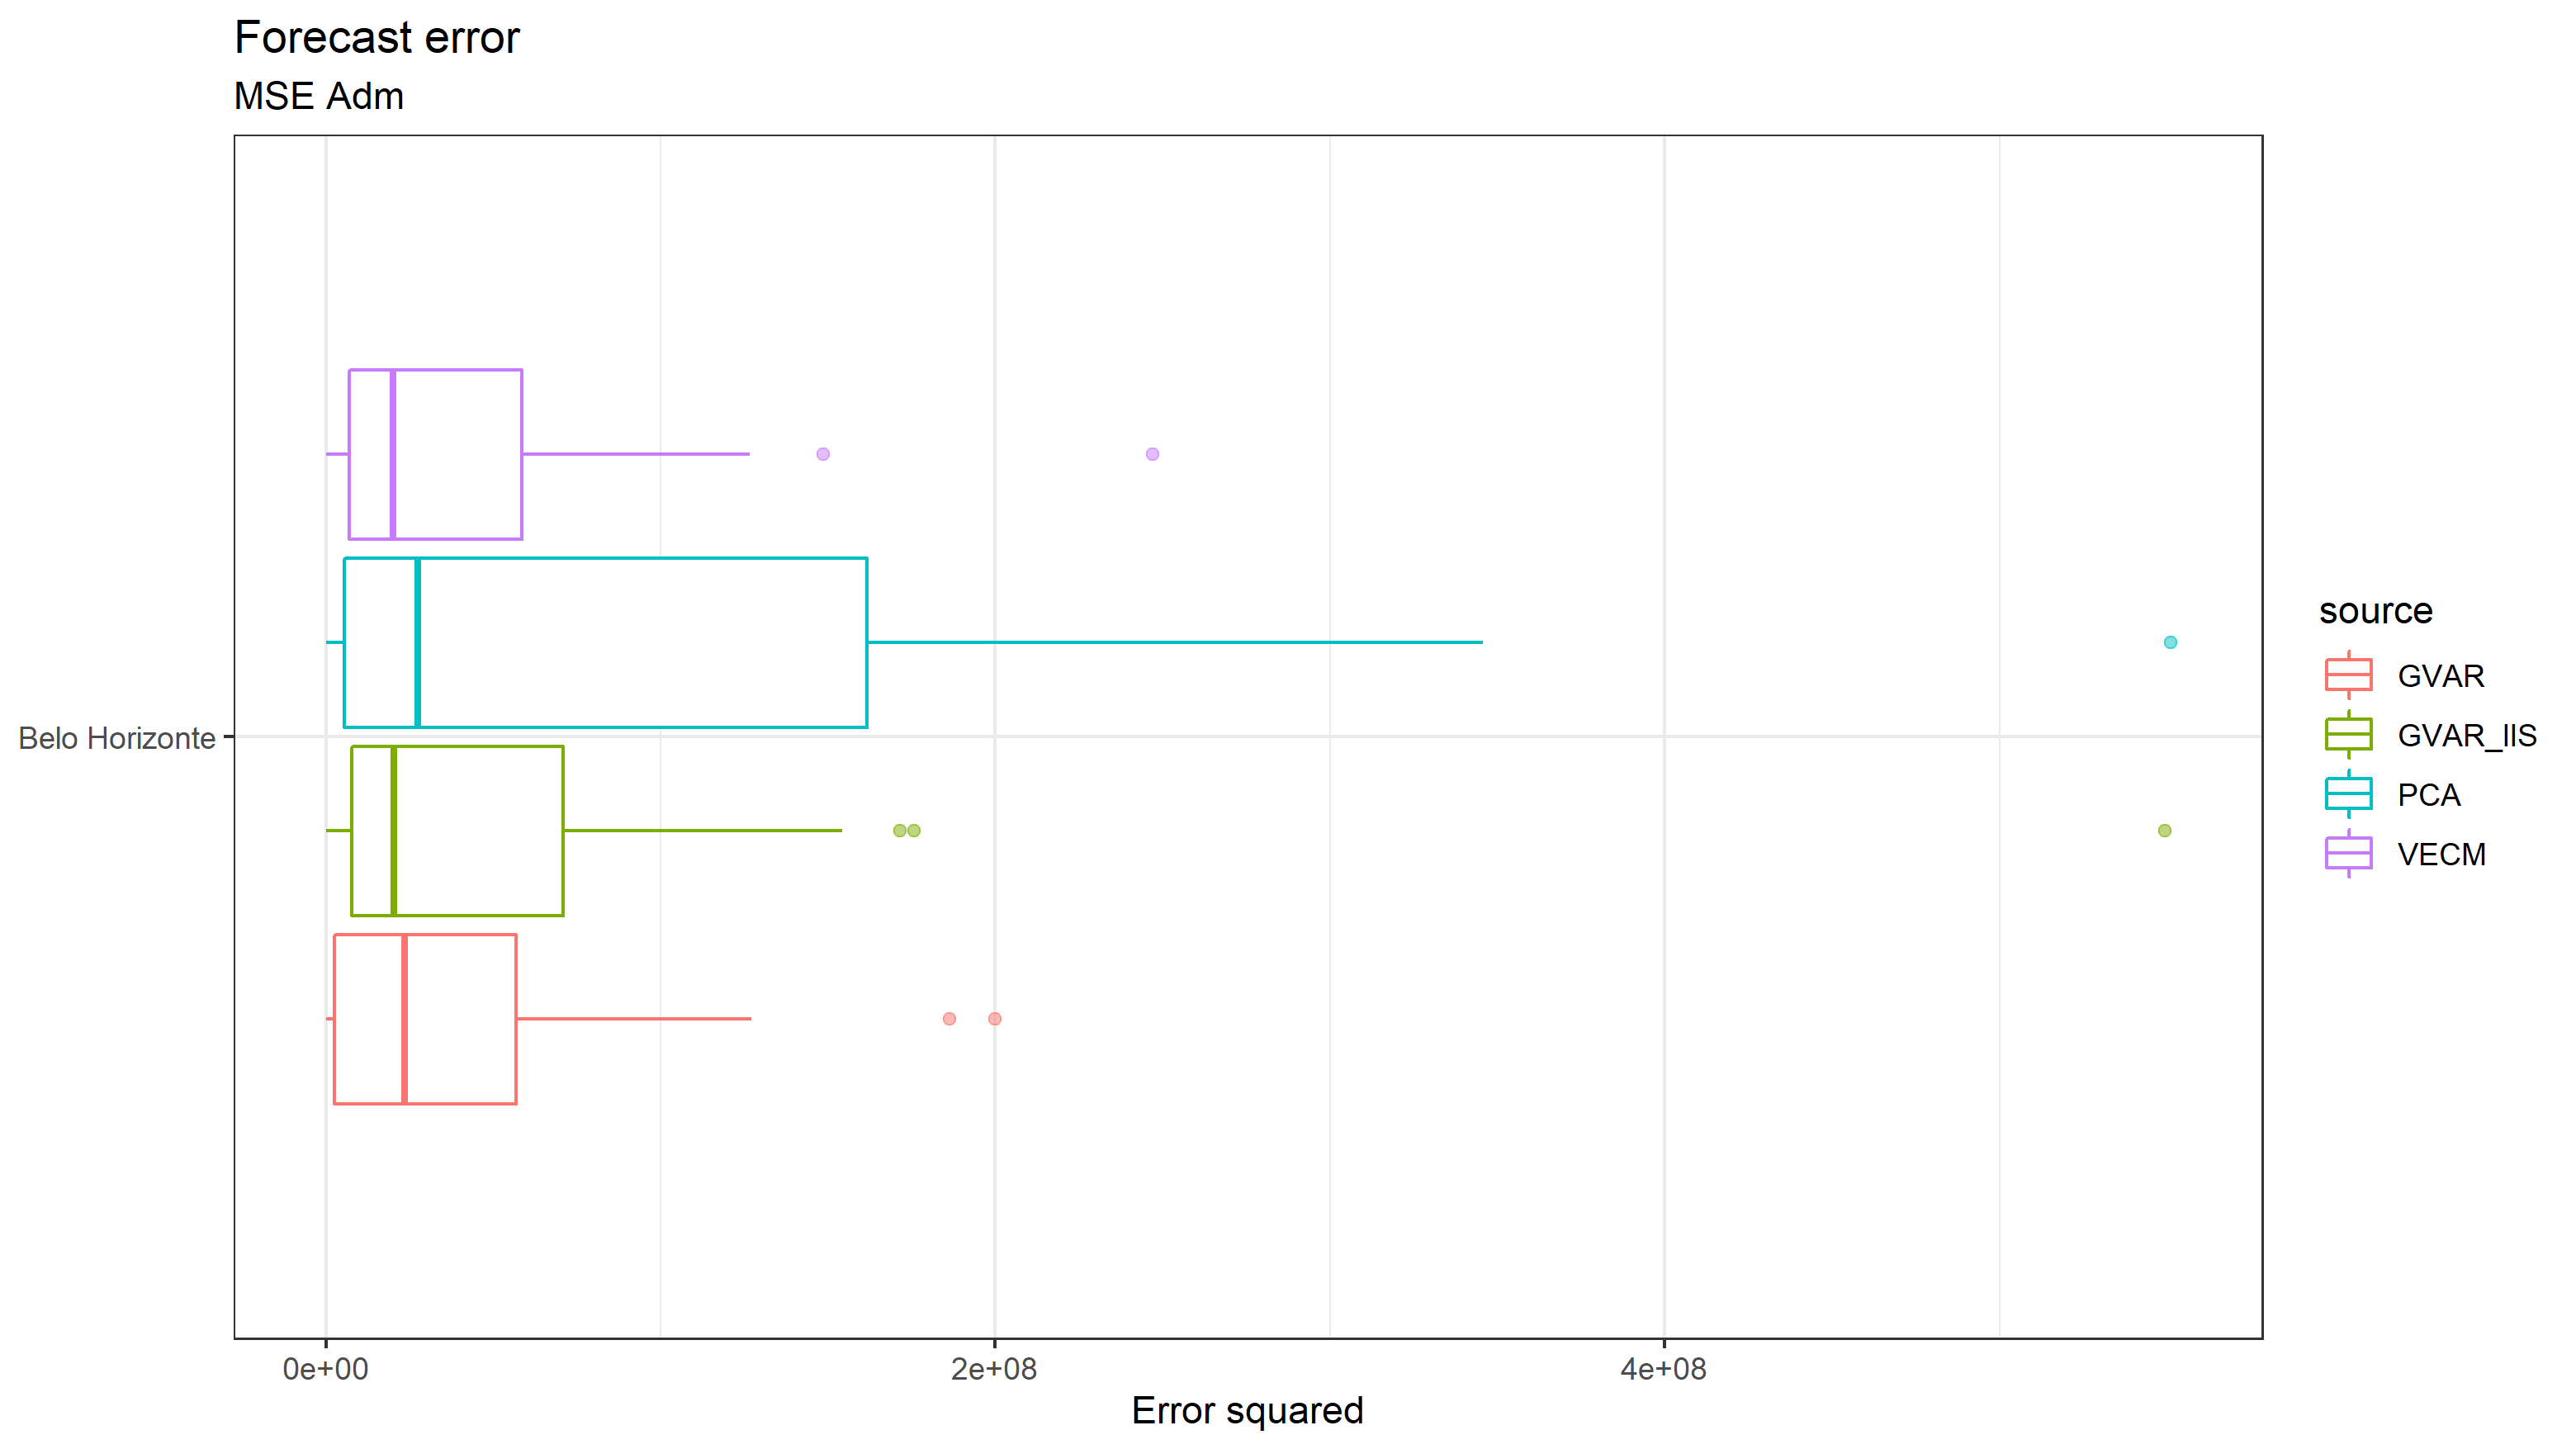 Forecast error
MSE Adm
Belo Horizonte
0e+00
2e+08
4e+08
Error squared
source
GVAR
GVAR_IIS
PCA
VECM